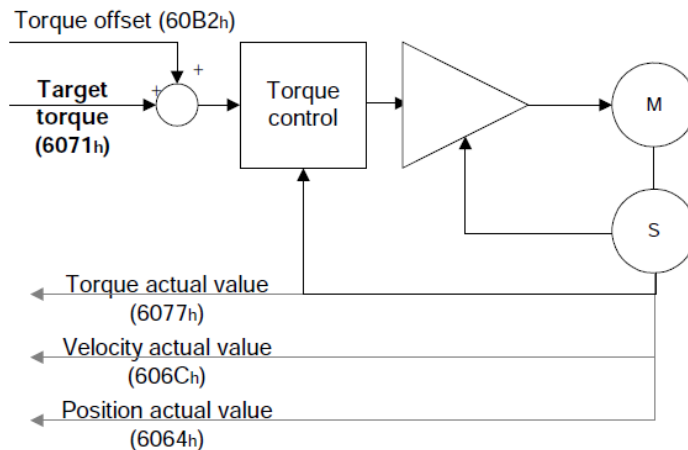 Torque offset (60B2h)
+
+
Target
torque
(6071h)
Torque
control
M
S
Torque actual value
(6077h)
Velocity actual value
(606Ch)
Position actual value
(6064h)